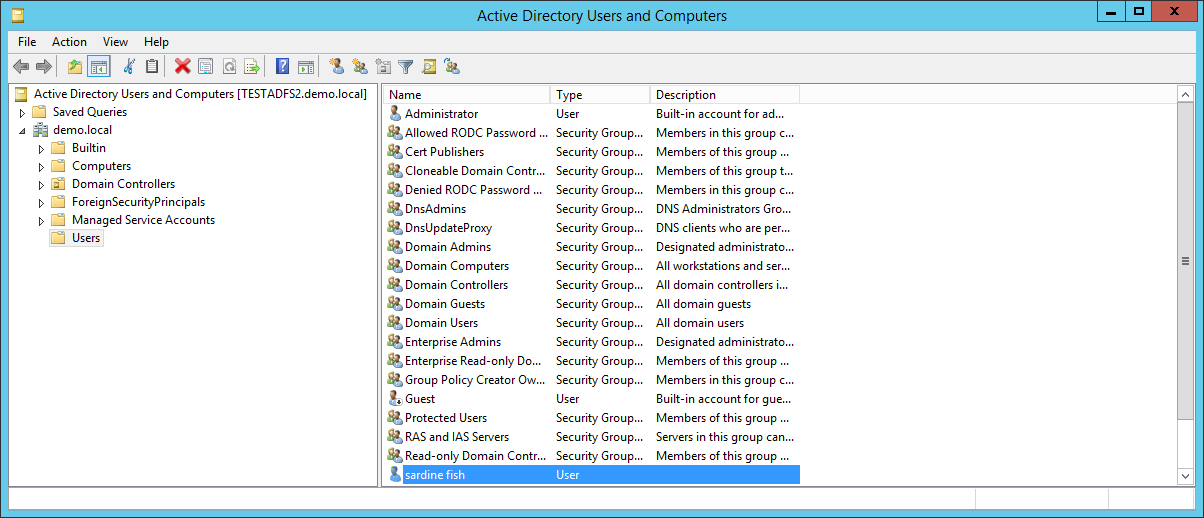 Active Directory Users and Computers
File Action View Help
Active Directory Users and Computers [TESTADFS2.demo.local]
Saved Queries
demo.local
Builtin
Computers
Domain Controllers
ForeignSecurityPrincipals
Managed Service Accounts
Users
Name Type Description
Administrator User Built-in account for ad...
Allowed RODC Password ... Security Group... Members in this group c...
Cert Publishers Security Group... Members of this group ...
Cloneable Domain Contr... Security Group... Members of this group t...
Denied RODC Password ... Security Group... Members in this group c...
DnsAdmins Security Group... DNS Administrators Gro...
DnsUpdateProxy Security Group... DNS clients who are per...
Domain Admins Security Group... Designated administrato...
Domain Computers Security Group... All workstations and ser...
Domain Controllers Security Group... All domain controllers i...
Domain Guests Security Group... All domain guests
Domain Users Security Group... All domain users
Enterprise Admins Security Group... Designated administrato...
Enterprise Read-only Do... Security Group... Members of this group ...
Group Policy Creator Ow... Security Group... Members in this group c...
Guest User Built-in account for gue...
Protected Users Security Group... Members of this group ...
RAS and IAS Servers Security Group... Servers in this group can...
Read-only Domain Contr... Security Group... Members of this group ...
sardine fish User